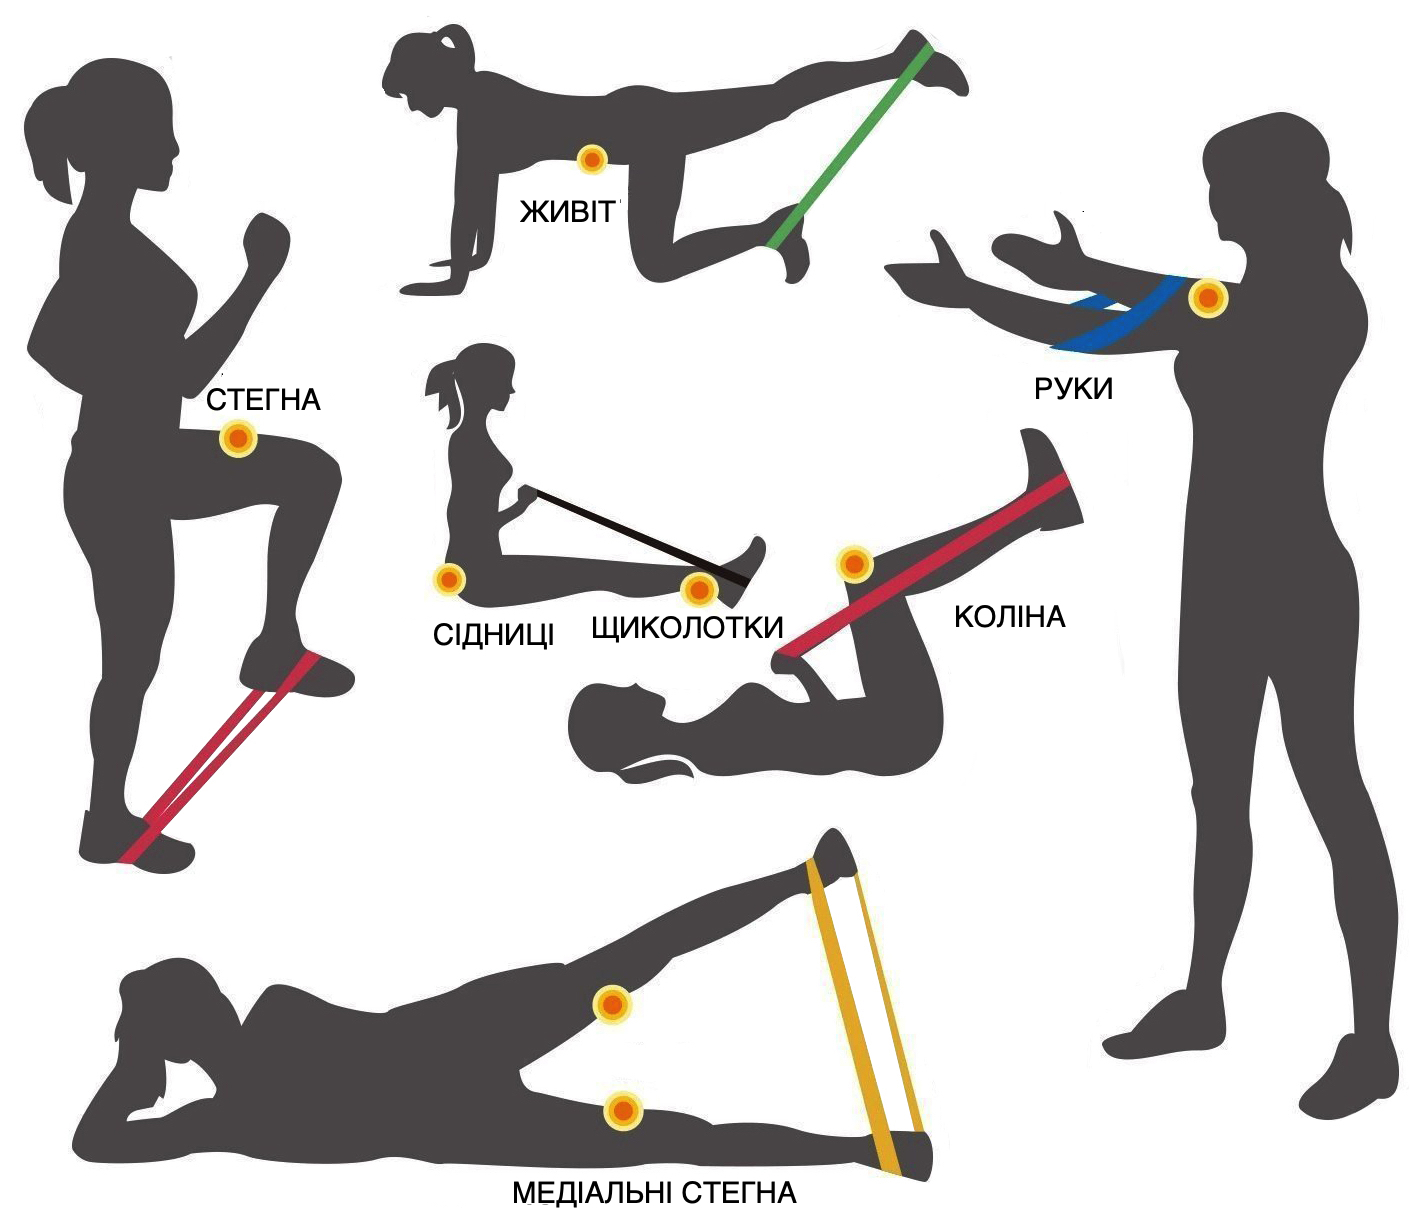 ЖИВІТ
СТЕГНА
РУКИ
СІДНИЦІ
ЩИКОЛОТКИ
КОЛІНА
МЕДІАЛЬНІ СТЕГНА